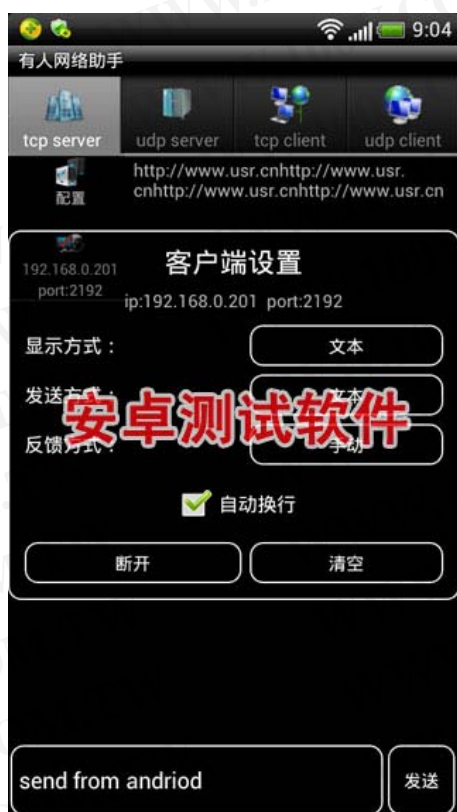 9:04
有人网络助手
tcp server
udp server
tcp client
udp client
配置
http://www.usr.cnhttp://www.usr.
cnhttp://www.usr.cnhttp://www.usr.cn
192.168.0.201
port:2192
客户端设置
ip:192.168.0.201 port:2192
显示方式：
文本
发送方式：
文本
安卓测试软件
反馈方式：
手动
自动换行
断开
清空
send from andriod
发送